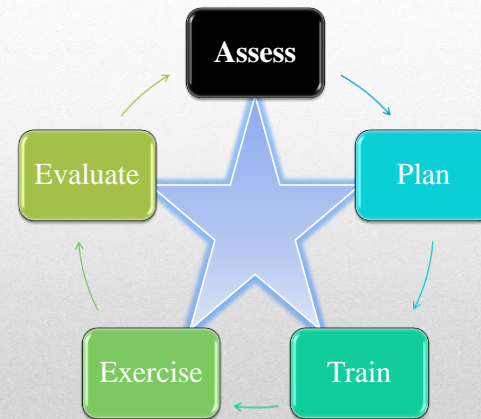 Assess
Plan
Train
Exercise
Evaluate